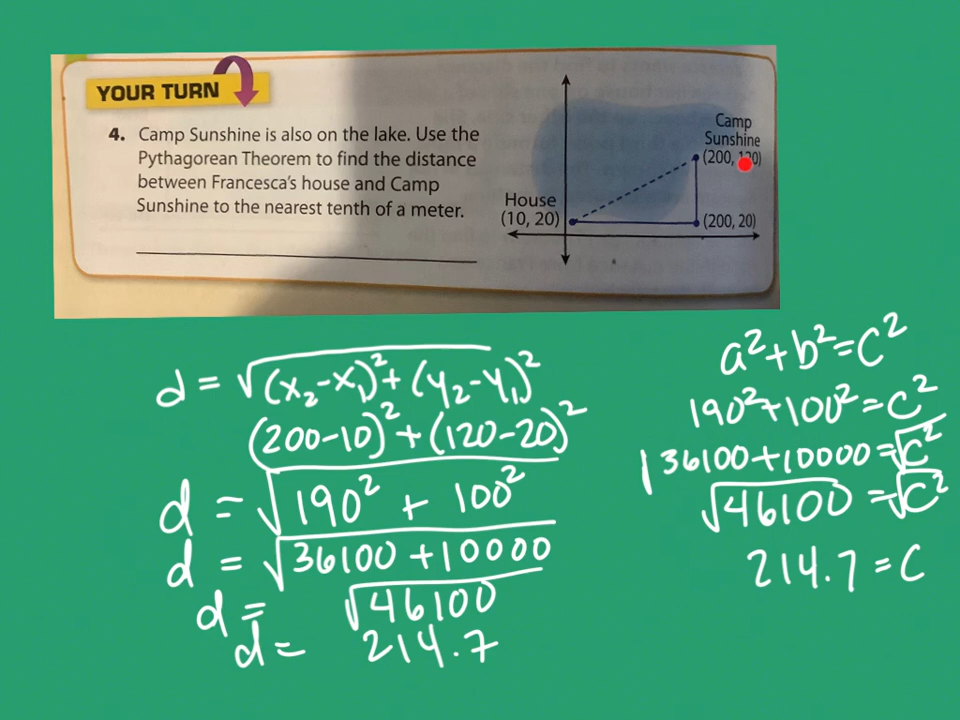 YOUR TURN
4. Camp Sunshine is also on the lake. Use the
Pythagorean Theorem to find the distance
between Francesca's house and Camp
Sunshine to the nearest tenth of a meter.
Camp
Sunshine
(200, 120)
House
(10, 20)
(200, 20)
d = √(x₂-x₁)²+(y₂-y₁)²
(200-10)²+(120-20)²
d = √190² + 100²
d = √36100 +10000
d = √46100
d = 214.7
a²+b²=c²
190²+100²=c²
36100+10000=√c²
√46100 =√c²
214.7=c